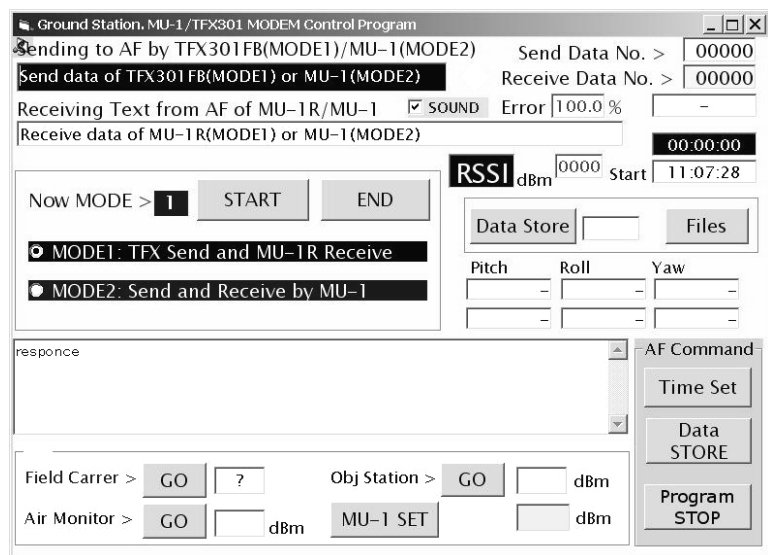 Ground Station. MU-1/TFX301 MODEM Control Program
Sending to AF by TFX301FB(MODE1)/MU-1(MODE2)
Send Data No. > 00000
Send data of TFX301FB(MODE1) or MU-1(MODE2)
Receive Data No. > 00000
Receiving Text from AF of MU-1R/MU-1
SOUND
Error 100.0 % -
Receive data of MU-1R(MODE1) or MU-1(MODE2)
00:00:00
RSSI dBm 0000 Start 11:07:28
Now MODE > 1 START END
Data Store Files
MODE1: TFX Send and MU-1R Receive
MODE2: Send and Receive by MU-1
Pitch Roll Yaw
- - -
- - -
responce
AF Command
Time Set
Data STORE
Program STOP
Field Carrer > GO ? Obj Station > GO dBm
Air Monitor > GO dBm MU-1 SET dBm